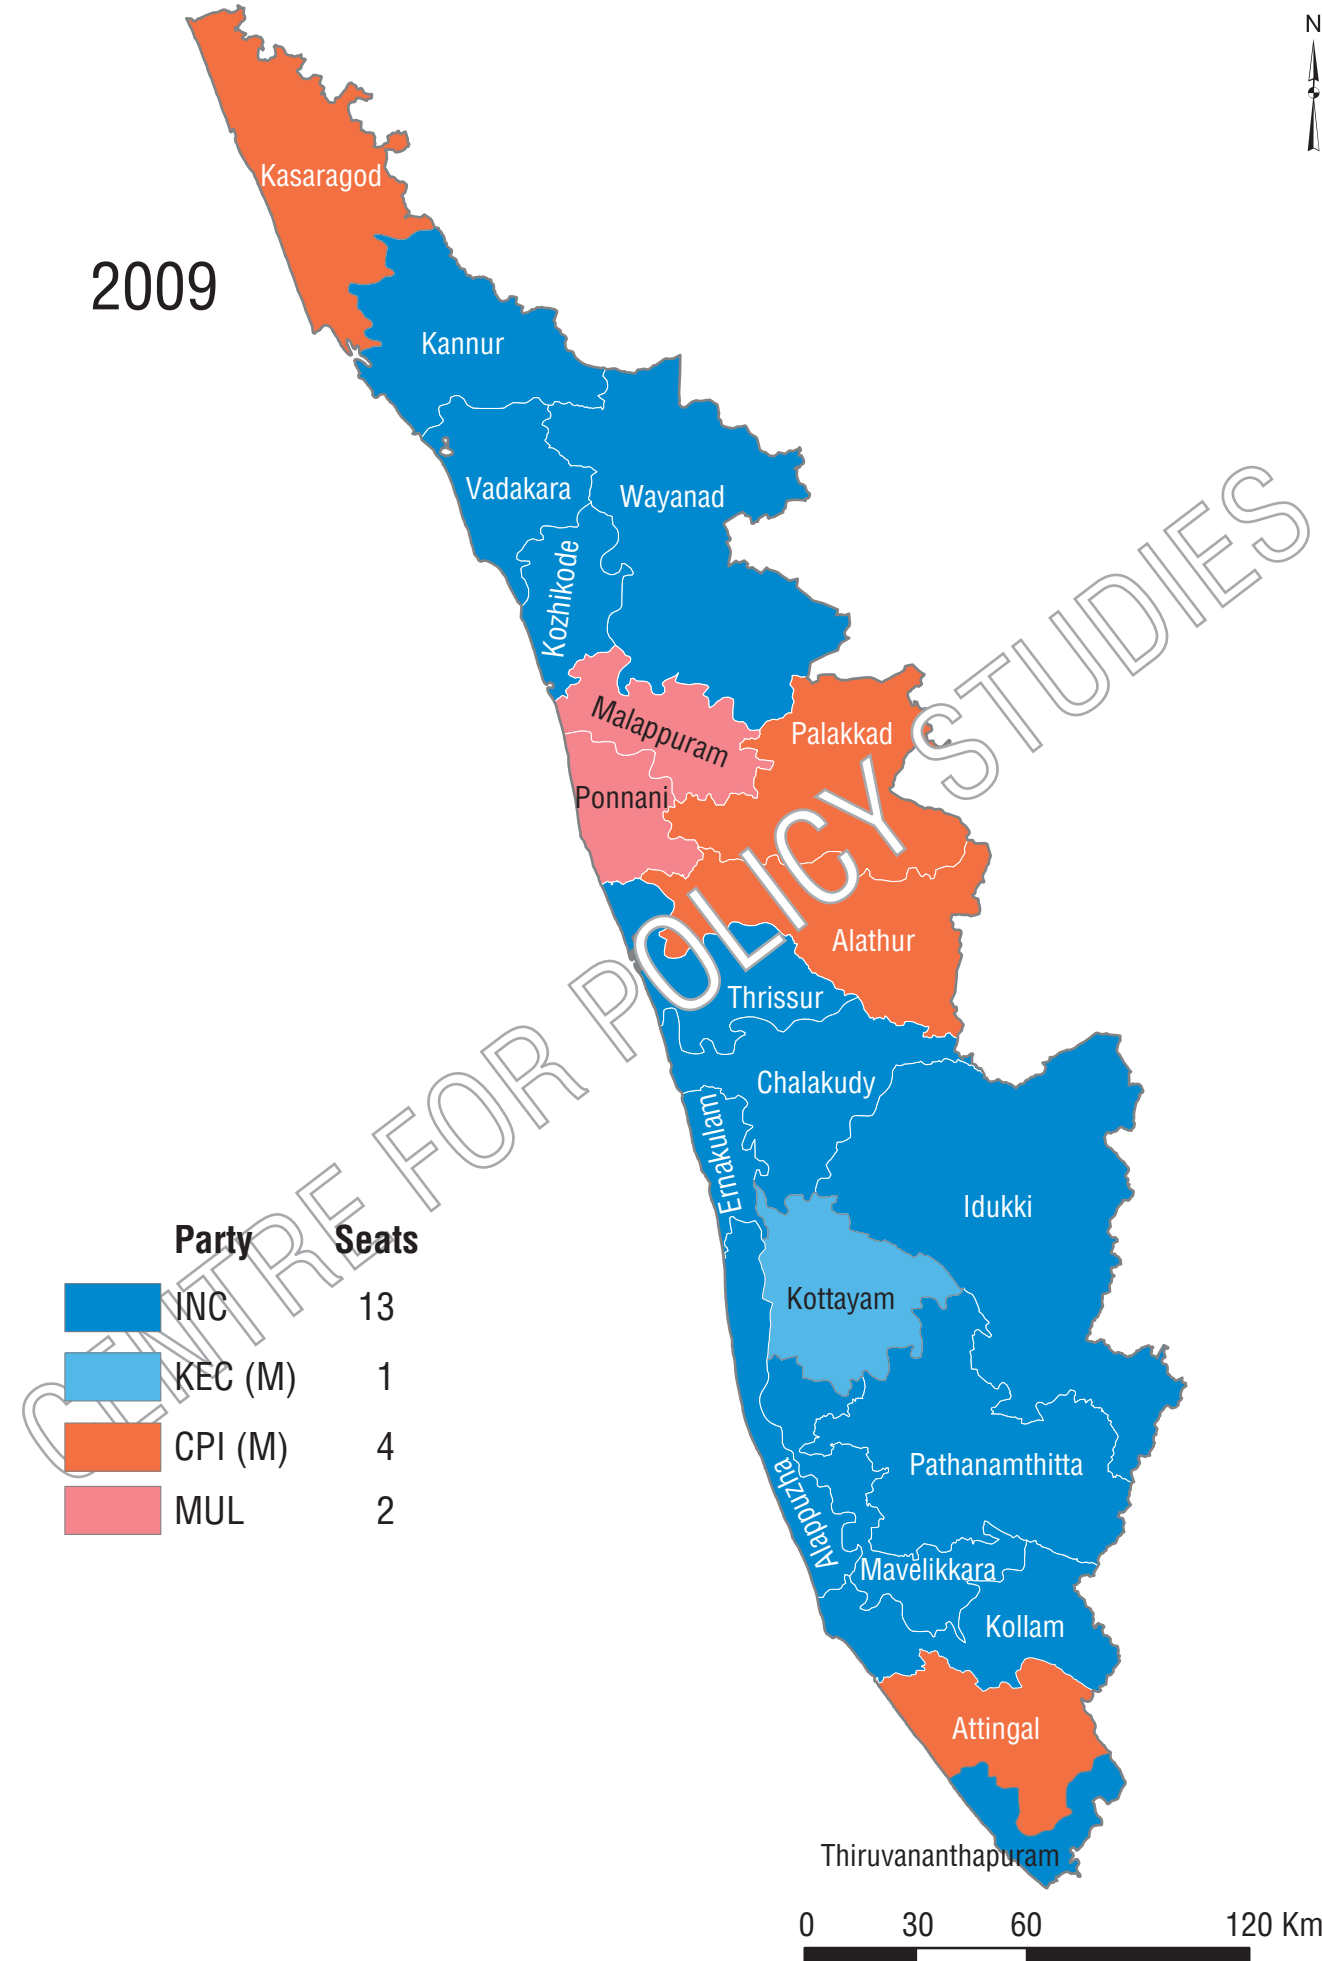 N
Kasaragod
2009
Kannur
Vadakara
Wayanad
Kozhikode
Malappuram
Palakkad
Ponnani
Alathur
Thrissur
Chalakudy
Ernakulam
Idukki
Kottayam
Pathanamthitta
Alappuzha
Mavelikkara
Kollam
Attingal
Thiruvananthapuram
CENTRE FOR POLICY STUDIES
Party Seats
INC 13
KEC (M) 1
CPI (M) 4
MUL 2
0 30 60 120 Km